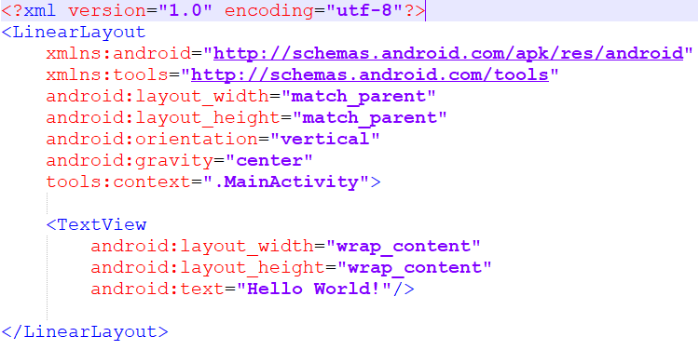 <?xml version="1.0" encoding="utf-8"?>
<LinearLayout
    xmlns:android="http://schemas.android.com/apk/res/android"
    xmlns:tools="http://schemas.android.com/tools"
    android:layout_width="match_parent"
    android:layout_height="match_parent"
    android:orientation="vertical"
    android:gravity="center"
    tools:context=".MainActivity">

    <TextView
        android:layout_width="wrap_content"
        android:layout_height="wrap_content"
        android:text="Hello World!"/>

</LinearLayout>